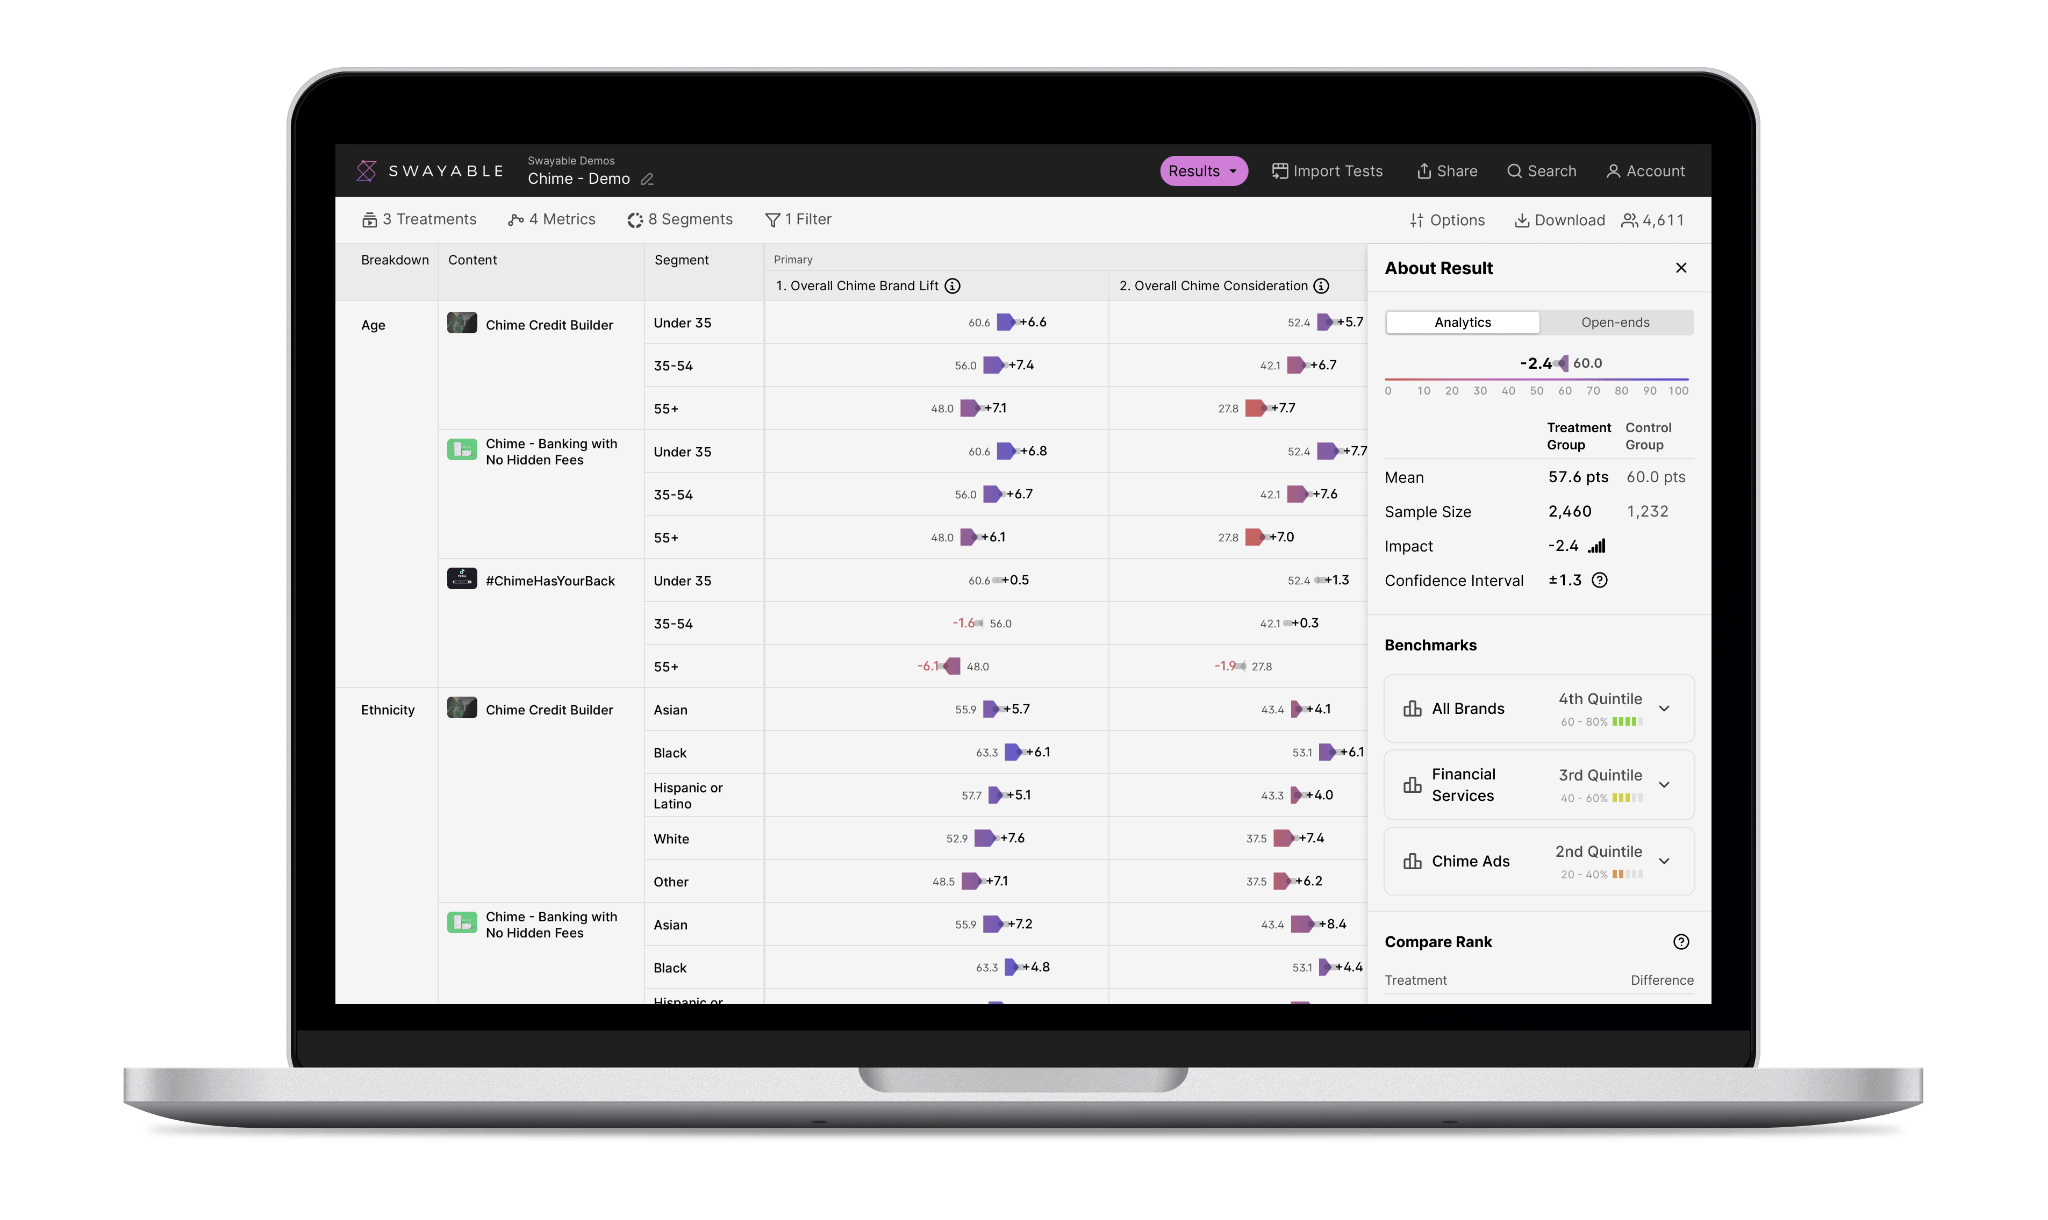 SWAYABLE
Swayable Demos
Chime - Demo
Results
Import Tests
Share
Search
Account
3 Treatments
4 Metrics
8 Segments
1 Filter
Options
Download
4,611
Breakdown
Content
Segment
Primary
1. Overall Chime Brand Lift
2. Overall Chime Consideration
Age
Chime Credit Builder
Under 35
60.6 +6.6
52.4 +5.7
35-54
56.0 +7.4
42.1 +6.7
55+
48.0 +7.1
27.8 +7.7
Chime - Banking with
No Hidden Fees
Under 35
60.6 +6.8
52.4 +7.7
35-54
56.0 +6.7
42.1 +7.6
55+
48.0 +6.1
27.8 +7.0
#ChimeHasYourBack
Under 35
60.6 +0.5
52.4 +1.3
35-54
-1.6 56.0
42.1 +0.3
55+
-6.1 48.0
-1.9 27.8
Ethnicity
Chime Credit Builder
Asian
55.9 +5.7
43.4 +4.1
Black
63.3 +6.1
53.1 +6.1
Hispanic or
Latino
57.7 +5.1
43.3 +4.0
White
52.9 +7.6
37.5 +7.4
Other
48.5 +7.1
37.5 +6.2
Chime - Banking with
No Hidden Fees
Asian
55.9 +7.2
43.4 +8.4
Black
63.3 +4.8
53.1 +4.4
Hispanic or
About Result
Analytics
Open-ends
-2.4 60.0
0 10 20 30 40 50 60 70 80 90 100
Treatment
Group
Control
Group
Mean 57.6 pts 60.0 pts
Sample Size 2,460 1,232
Impact -2.4
Confidence Interval ±1.3
Benchmarks
All Brands
4th Quintile
60 - 80%
Financial
Services
3rd Quintile
40 - 60%
Chime Ads
2nd Quintile
20 - 40%
Compare Rank
Treatment Difference